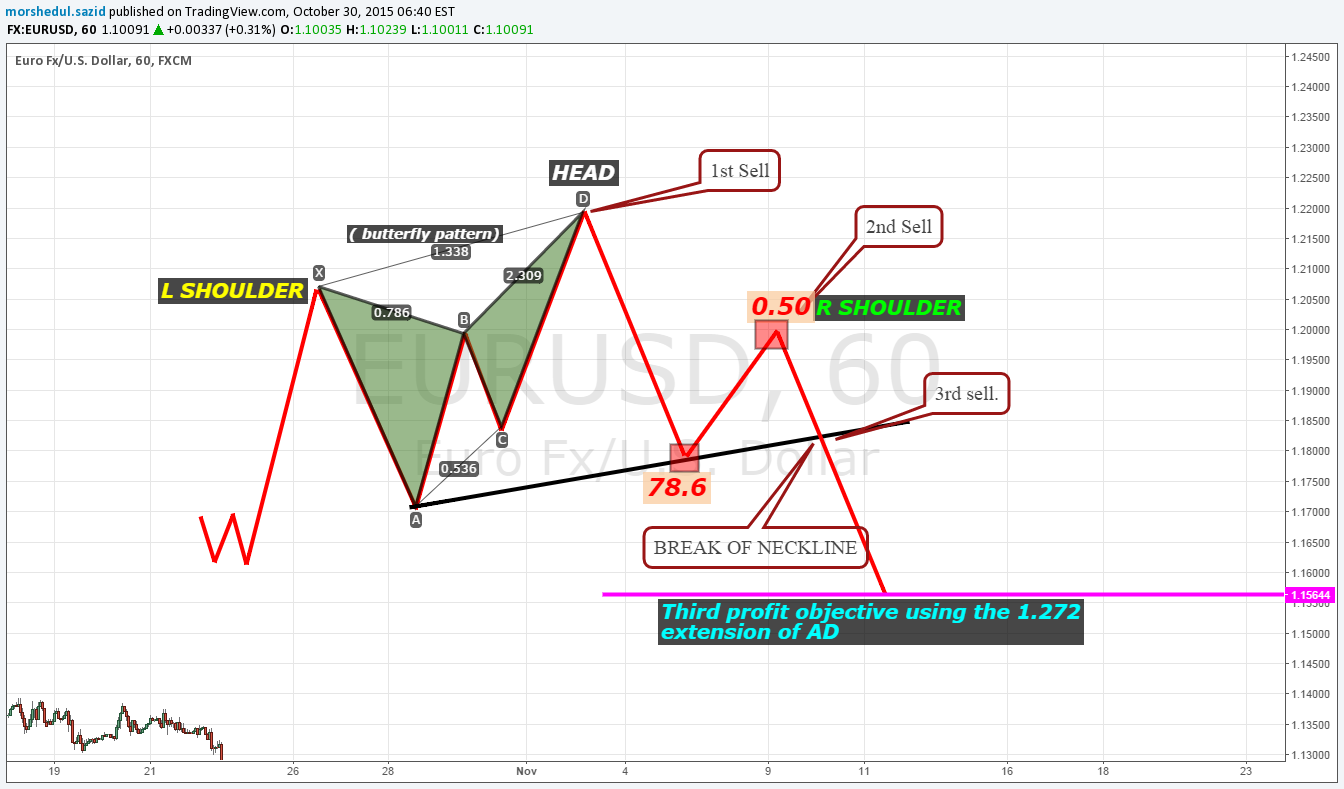 morshedul.sazid published on TradingView.com, October 30, 2015 06:40 EST
FX:EURUSD, 60 1.10091 ▲ +0.00337 (+0.31%) O:1.10035 H:1.10239 L:1.10011 C:1.10091
Euro Fx/U.S. Dollar, 60, FXCM
EURUSD, 60
Euro Fx/U.S. Dollar
HEAD
D
1st Sell
2nd Sell
( butterfly pattern)
1.338
X
2.309
L SHOULDER
0.786
B
0.50
R SHOULDER
3rd sell.
C
0.536
A
78.6
BREAK OF NECKLINE
Third profit objective using the 1.272
extension of AD
1.24500
1.23500
1.23000
1.22500
1.22000
1.21500
1.21000
1.20500
1.20000
1.19500
1.19000
1.18500
1.18000
1.17500
1.17000
1.16500
1.16000
1.15644
1.15500
1.15000
1.14500
1.14000
1.13500
1.13000
19 21 26 28 Nov 4 9 11 16 18 23